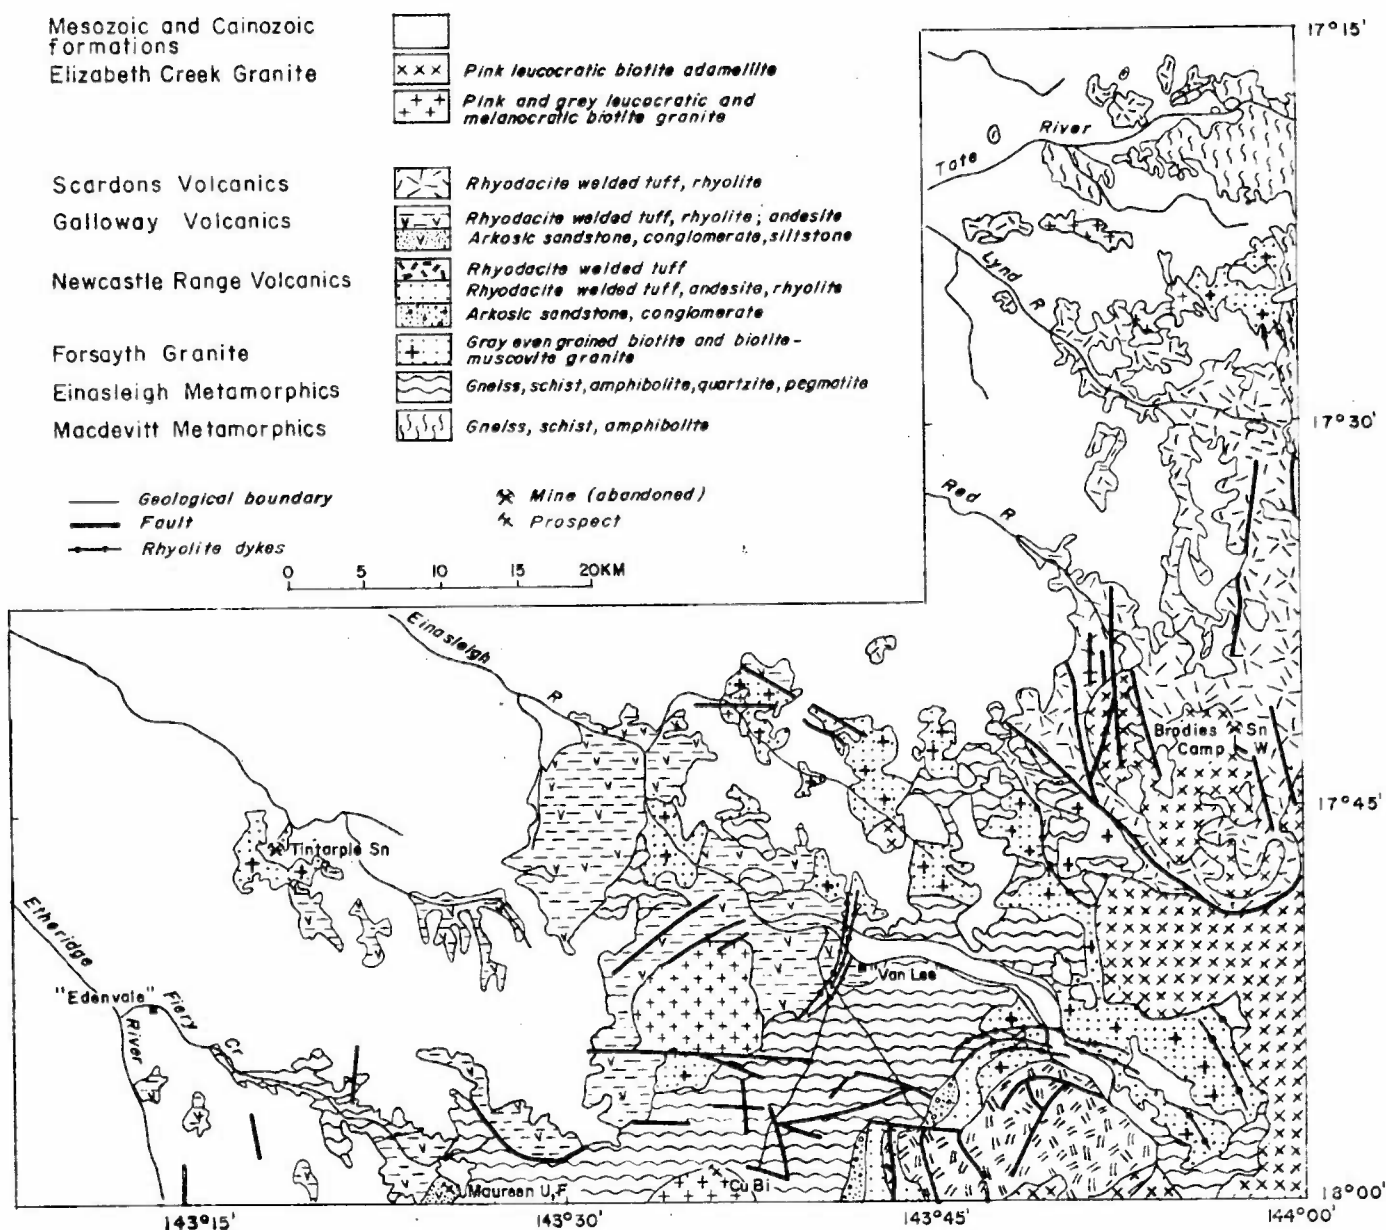 Mesozoic and Cainozoic
formations
Elizabeth Creek Granite
Pink leucocratic biotite adamellite
Pink and grey leucocratic and
melanocratic biotite granite
Scardons Volcanics
Rhyodacite welded tuff, rhyolite
Galloway Volcanics
Rhyodacite welded tuff, rhyolite; andesite
Arkosic sandstone, conglomerate, siltstone
Newcastle Range Volcanics
Rhyodacite welded tuff
Rhyodacite welded tuff, andesite, rhyolite
Arkosic sandstone, conglomerate
Forsayth Granite
Gray even grained biotite and biotite-
muscovite granite
Einasleigh Metamorphics
Gneiss, schist, amphibolite, quartzite, pegmatite
Macdevitt Metamorphics
Gneiss, schist, amphibolite
Geological boundary
Fault
Rhyolite dykes
Mine (abandoned)
Prospect
0 5 10 15 20KM
17°15'
Tate River
Lynd R
17°30'
Red R
Einasleigh R
Brodies Sn
Camp W
17°45'
Tintarple Sn
Etheridge River
"Edenvale"
Fiery Cr
"Van Lee"
Maureen U,F
Cu Bi
18°00'
143°15'
143°30'
143°45'
144°00'